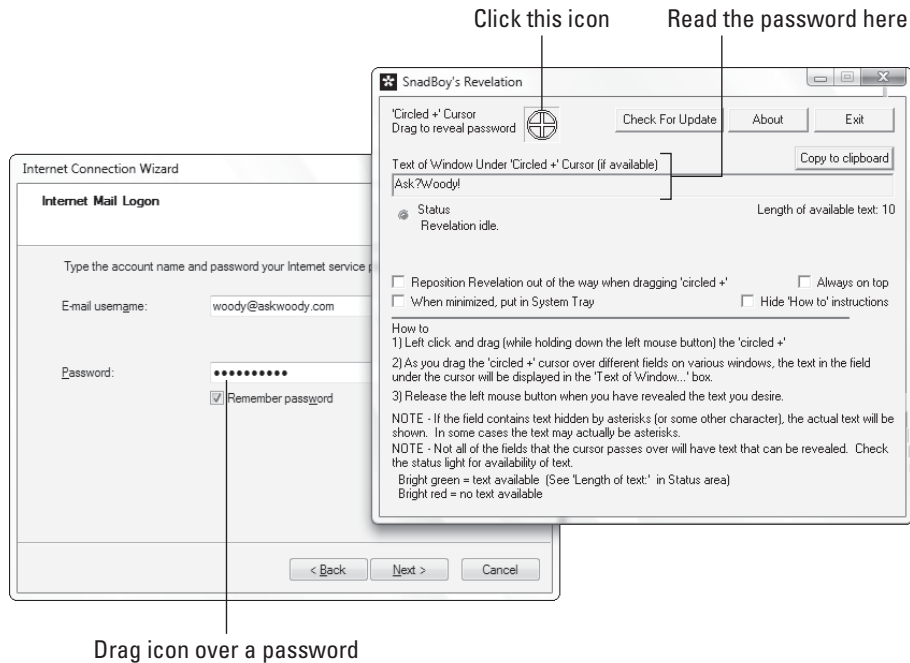 Click this icon
Read the password here
SnadBoy's Revelation
'Circled +' Cursor
Drag to reveal password
Check For Update
About
Exit
Copy to clipboard
Text of Window Under 'Circled +' Cursor (if available)
Ask?Woody!
Status
Revelation idle.
Length of available text: 10
Reposition Revelation out of the way when dragging 'circled +'
Always on top
When minimized, put in System Tray
Hide 'How to' instructions
How to
1) Left click and drag (while holding down the left mouse button) the 'circled +'
2) As you drag the 'circled +' cursor over different fields on various windows, the text in the field
under the cursor will be displayed in the 'Text of Window...' box.
3) Release the left mouse button when you have revealed the text you desire.
NOTE - If the field contains text hidden by asterisks (or some other character), the actual text will be
shown. In some cases the text may actually be asterisks.
NOTE - Not all of the fields that the cursor passes over will have text that can be revealed. Check
the status light for availability of text.
Bright green = text available (See 'Length of text:' in Status area)
Bright red = no text available
Internet Connection Wizard
Internet Mail Logon
Type the account name and password your Internet service
E-mail username:
woody@askwoody.com
Password:
••••••••••
Remember password
< Back
Next >
Cancel
Drag icon over a password